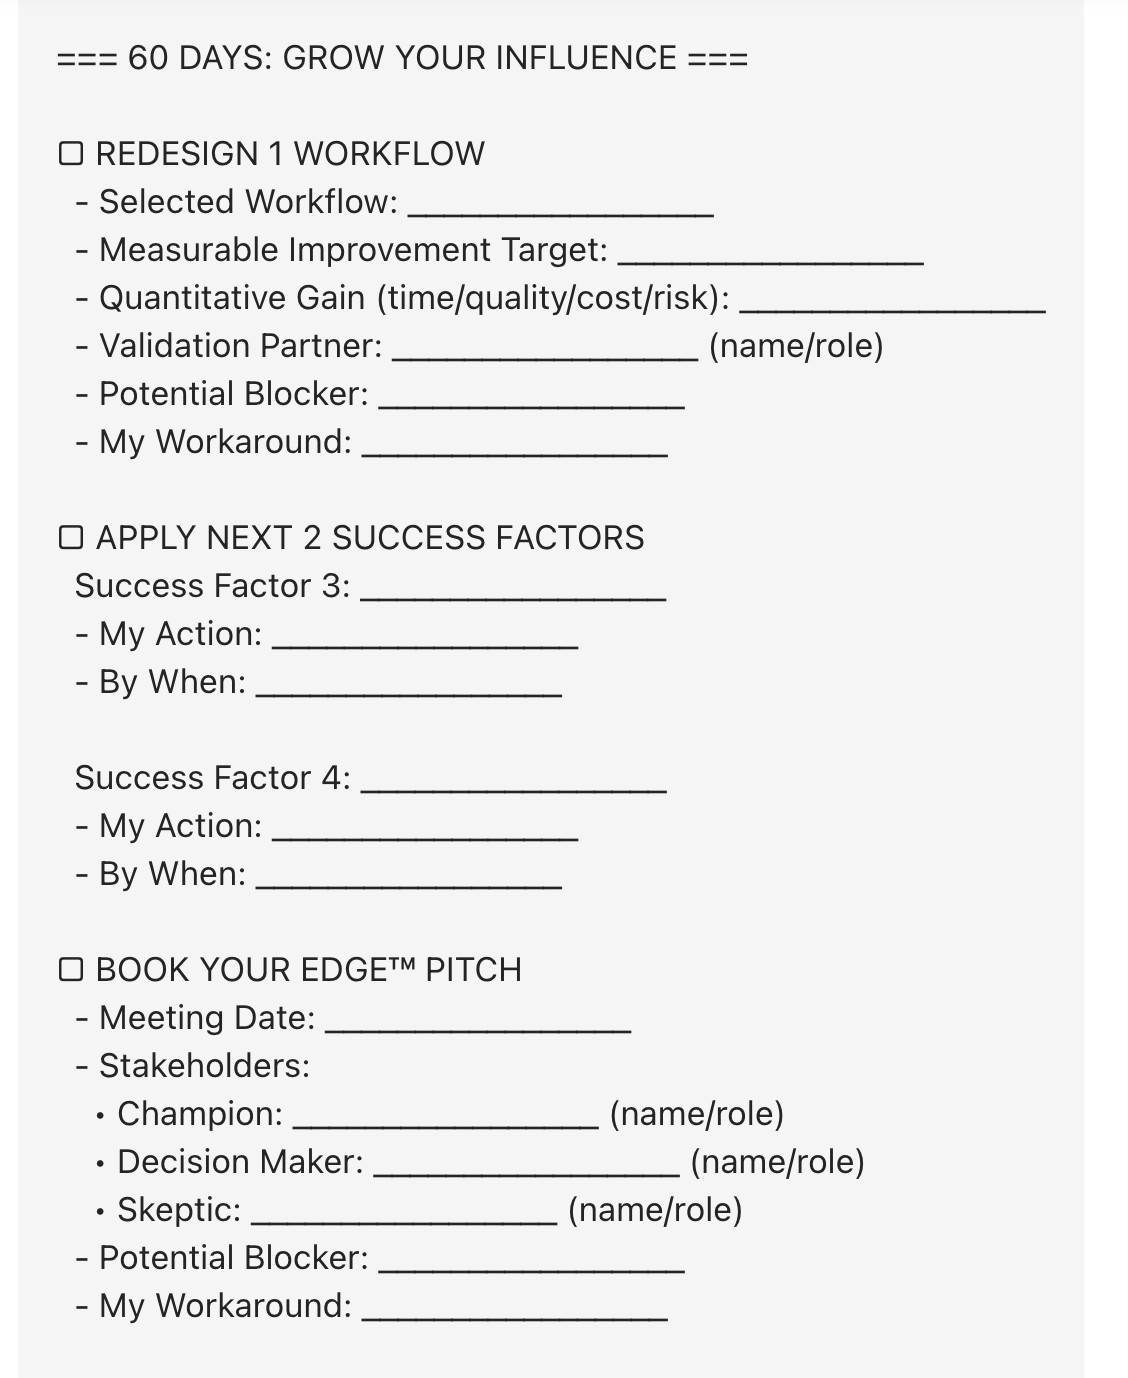 === 60 DAYS: GROW YOUR INFLUENCE ===
☐ REDESIGN 1 WORKFLOW
- Selected Workflow: _________________
- Measurable Improvement Target: _________________
- Quantitative Gain (time/quality/cost/risk): _________________
- Validation Partner: _________________ (name/role)
- Potential Blocker: _________________
- My Workaround: _________________
☐ APPLY NEXT 2 SUCCESS FACTORS
Success Factor 3: _________________
- My Action: _________________
- By When: _________________
Success Factor 4: _________________
- My Action: _________________
- By When: _________________
☐ BOOK YOUR EDGE™ PITCH
- Meeting Date: _________________
- Stakeholders:
• Champion: _________________ (name/role)
• Decision Maker: _________________ (name/role)
• Skeptic: _________________ (name/role)
- Potential Blocker: _________________
- My Workaround: _________________